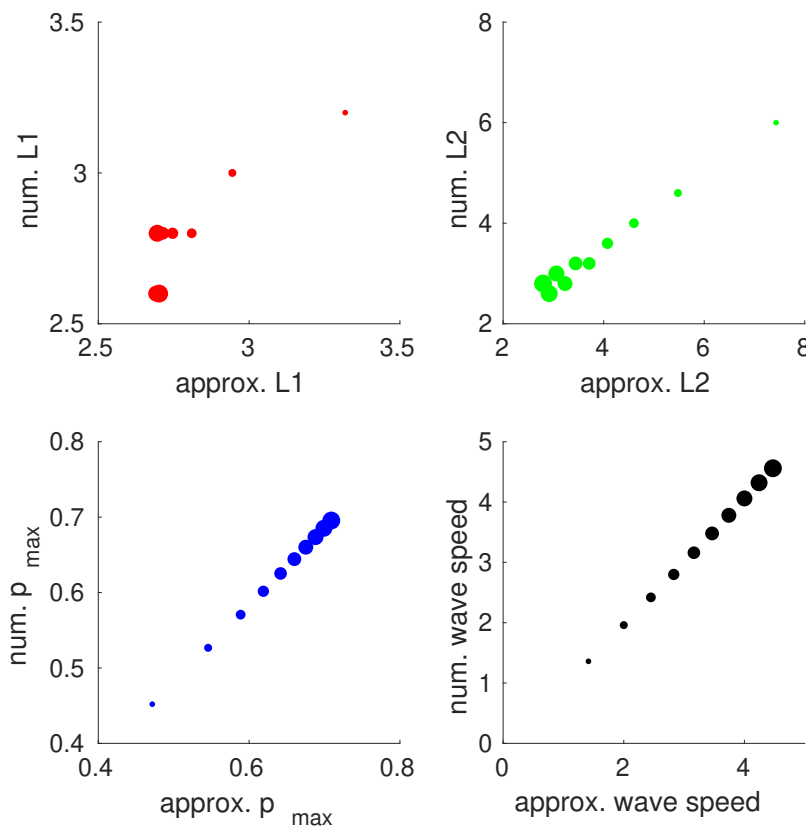 3.5
3
2.5
num. L1
2.5 3 3.5
approx. L1
8
6
4
2
num. L2
2 4 6 8
approx. L2
0.8
0.7
0.6
0.5
0.4
num. p max
0.4 0.6 0.8
approx. p max
5
4
3
2
1
0
num. wave speed
0 2 4
approx. wave speed